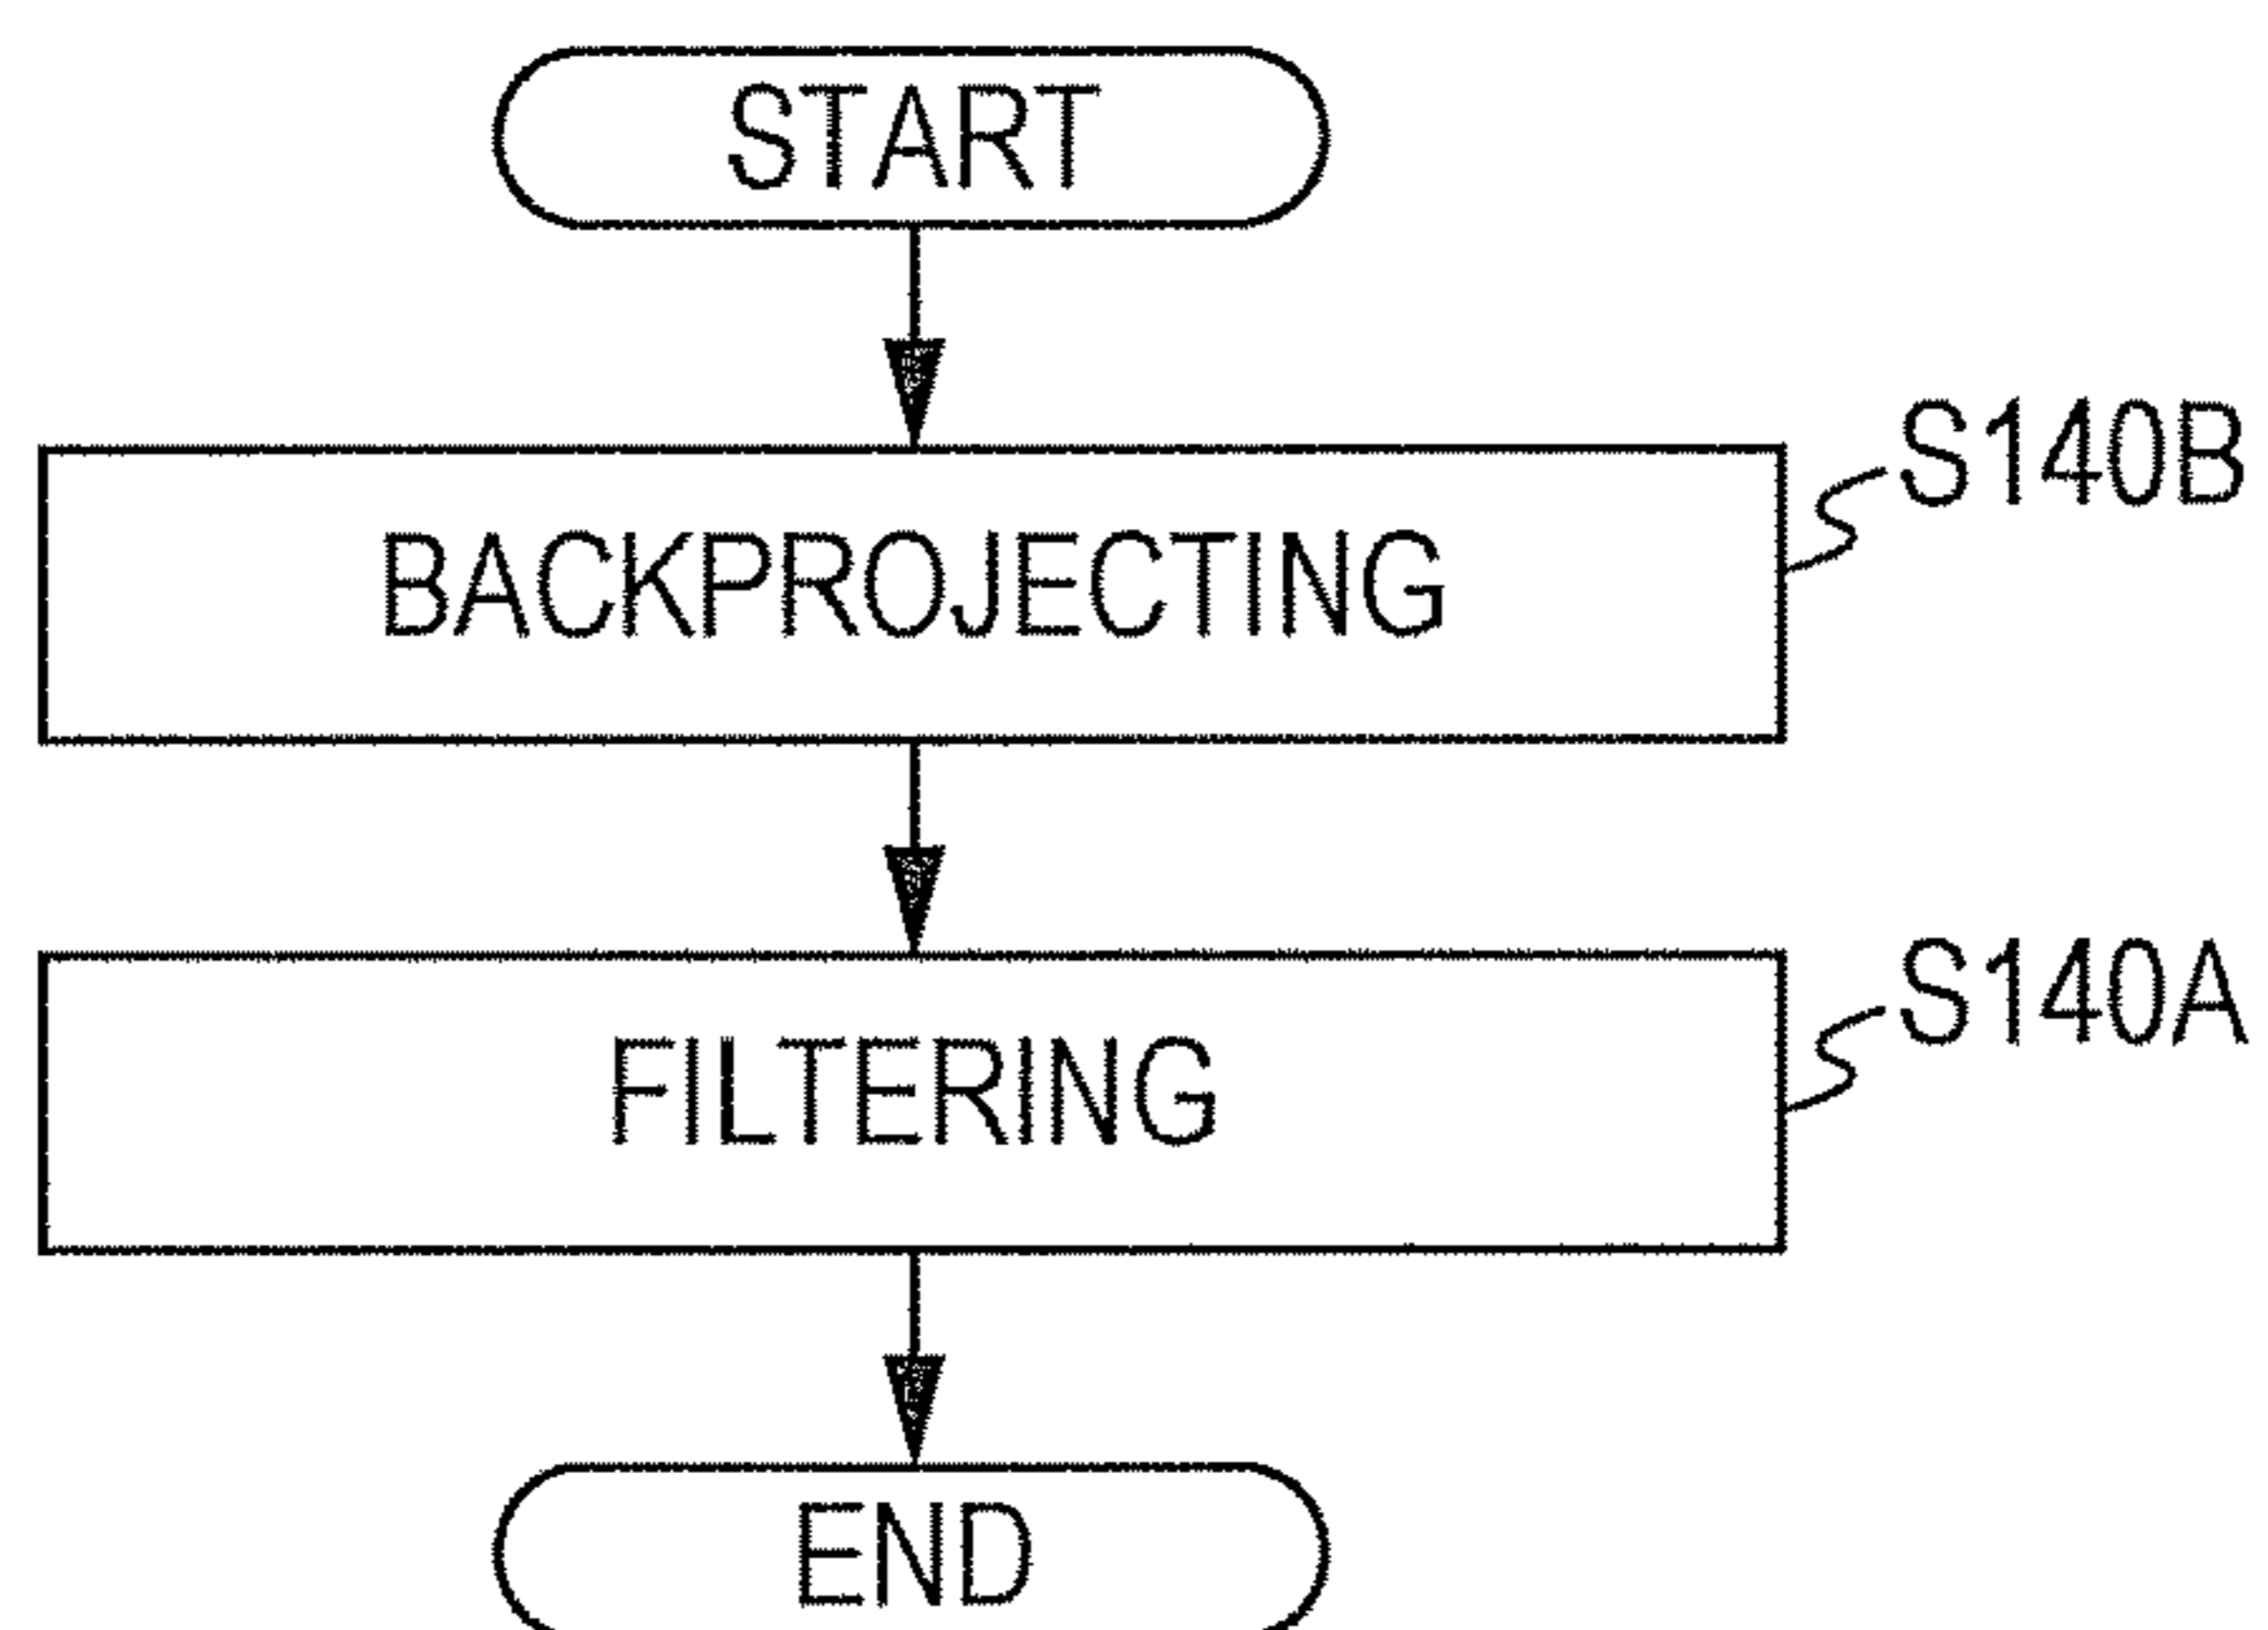 START
S140B
BACKPROJECTING
S140A
FILTERING
END